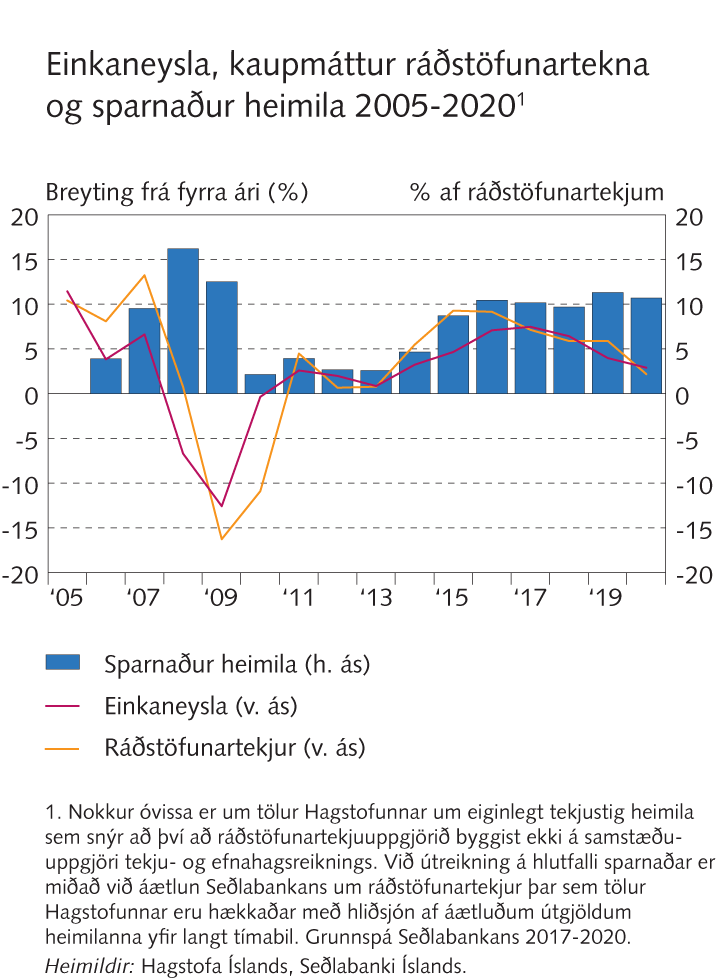 Einkaneysla, kaupmáttur ráðstöfunartekna
og sparnaður heimila 2005-2020¹
Breyting frá fyrra ári (%) % af ráðstöfunartekjum
20 20
15 15
10 10
5 5
0 0
-5 -5
-10 -10
-15 -15
-20 -20
‘05 ‘07 ‘09 ‘11 ‘13 ‘15 ‘17 ‘19
Sparnaður heimila (h. ás)
Einkaneysla (v. ás)
Ráðstöfunartekjur (v. ás)
1. Nokkur óvissa er um tölur Hagstofunnar um eiginlegt tekjustig heimila
sem snýr að því að ráðstöfunartekjuuppgjörið byggist ekki á samstæðu-
uppgjöri tekju- og efnahagsreiknings. Við útreikning á hlutfalli sparnaðar er
miðað við áætlun Seðlabankans um ráðstöfunartekjur þar sem tölur
Hagstofunnar eru hækkaðar með hliðsjón af áætluðum útgjöldum
heimilanna yfir langt tímabil. Grunnspá Seðlabankans 2017-2020.
Heimildir: Hagstofa Íslands, Seðlabanki Íslands.